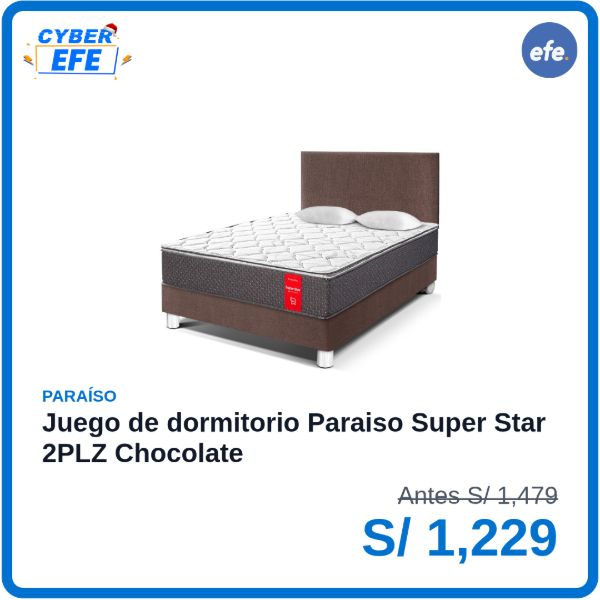 CYBER
EFE
efe.
PARAÍSO
Juego de dormitorio Paraiso Super Star
2PLZ Chocolate
Antes S/ 1,479
S/ 1,229